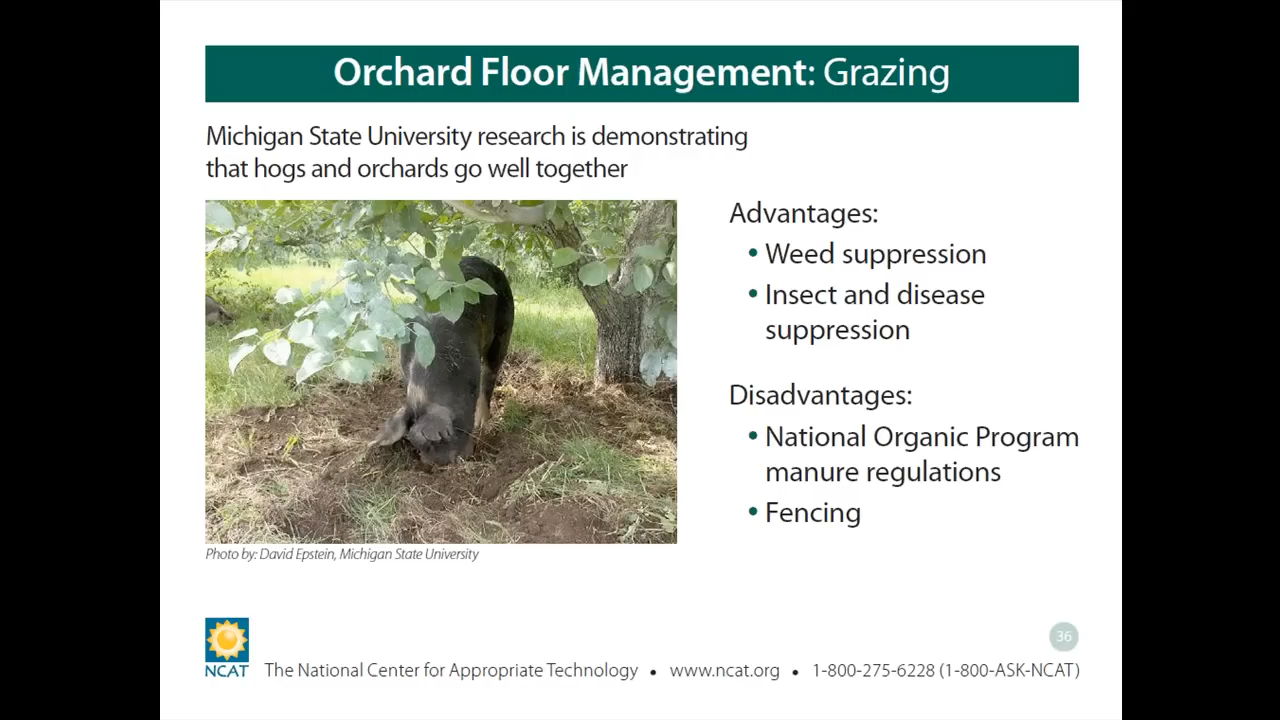 Orchard Floor Management: Grazing
Michigan State University research is demonstrating
that hogs and orchards go well together
Advantages:
• Weed suppression
• Insect and disease
suppression
Disadvantages:
• National Organic Program
manure regulations
• Fencing
Photo by: David Epstein, Michigan State University
36
NCAT
The National Center for Appropriate Technology • www.ncat.org • 1-800-275-6228 (1-800-ASK-NCAT)